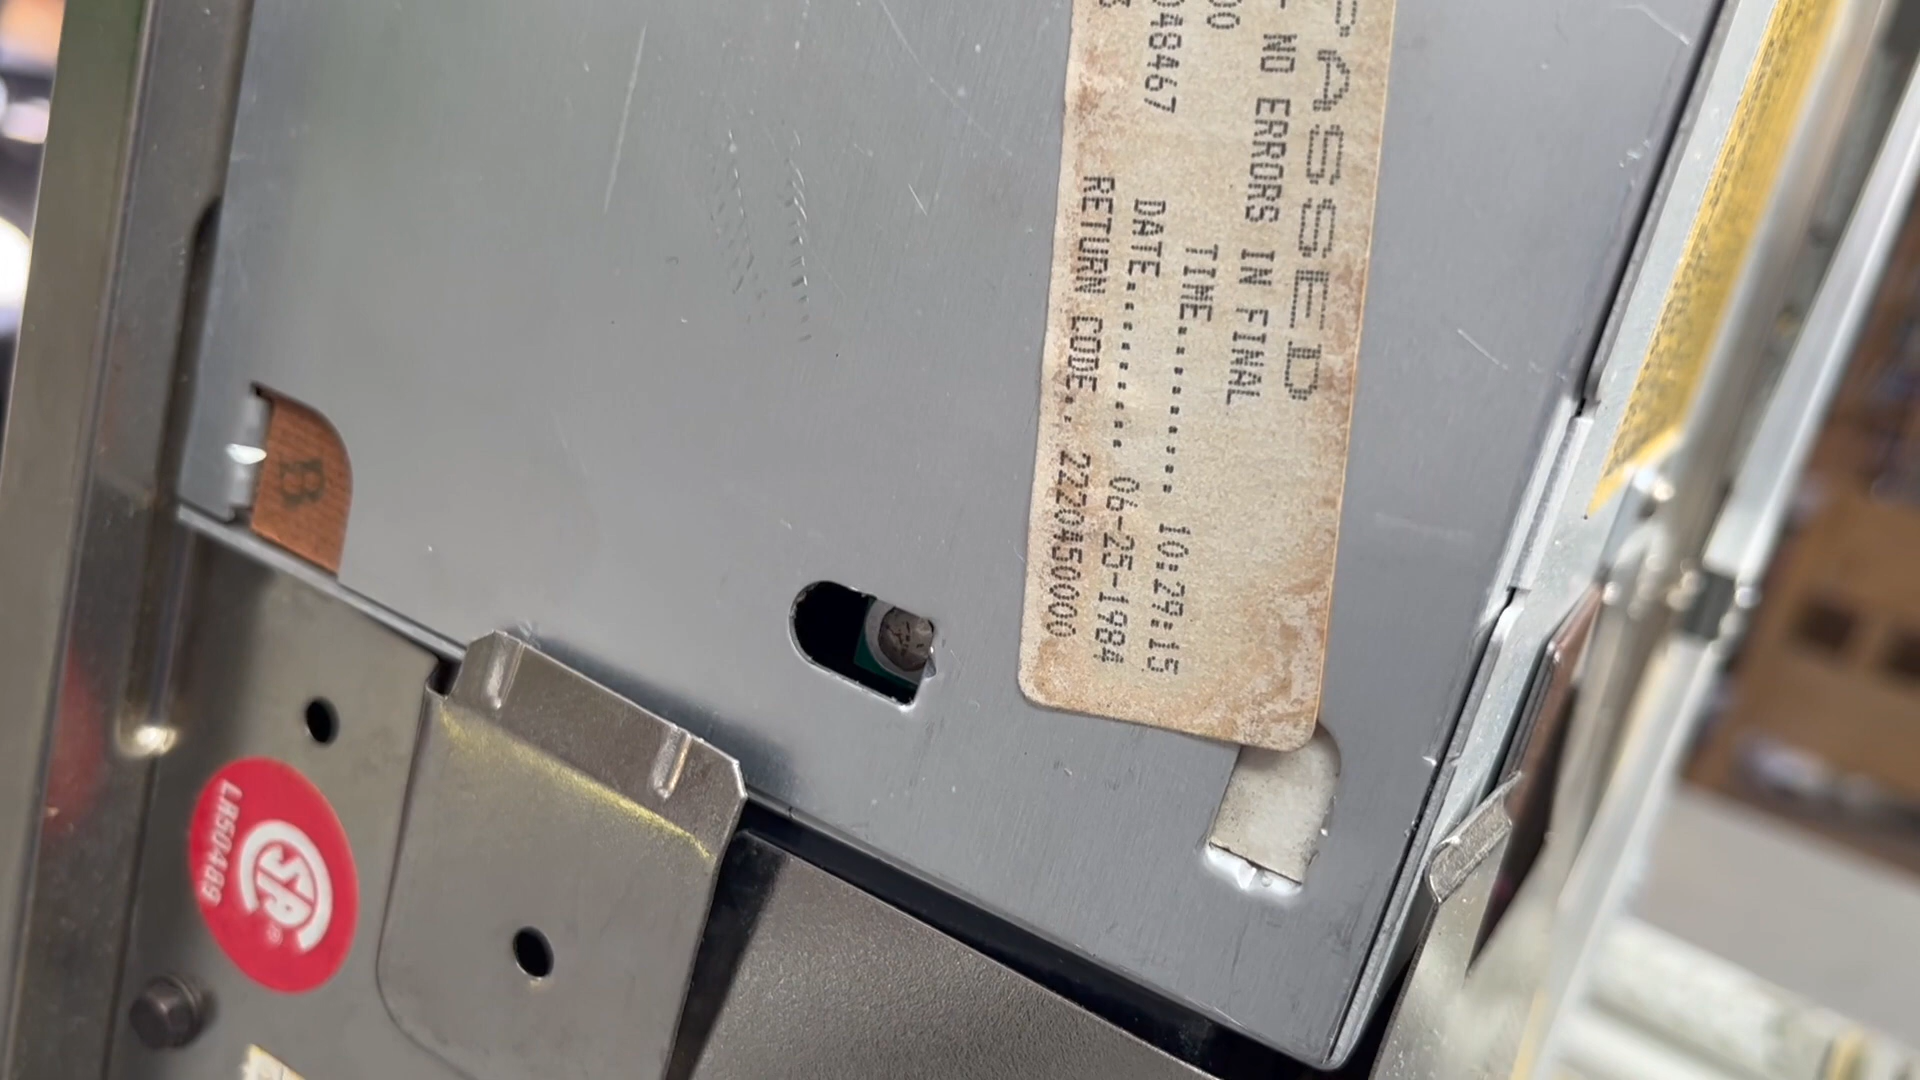 PASSED
- NO ERRORS IN FINAL
00 TIME......... 10:29:15
048467 DATE......... 06-25-1984
RETURN CODE.. 2220450000
B
LR50489
SA ®